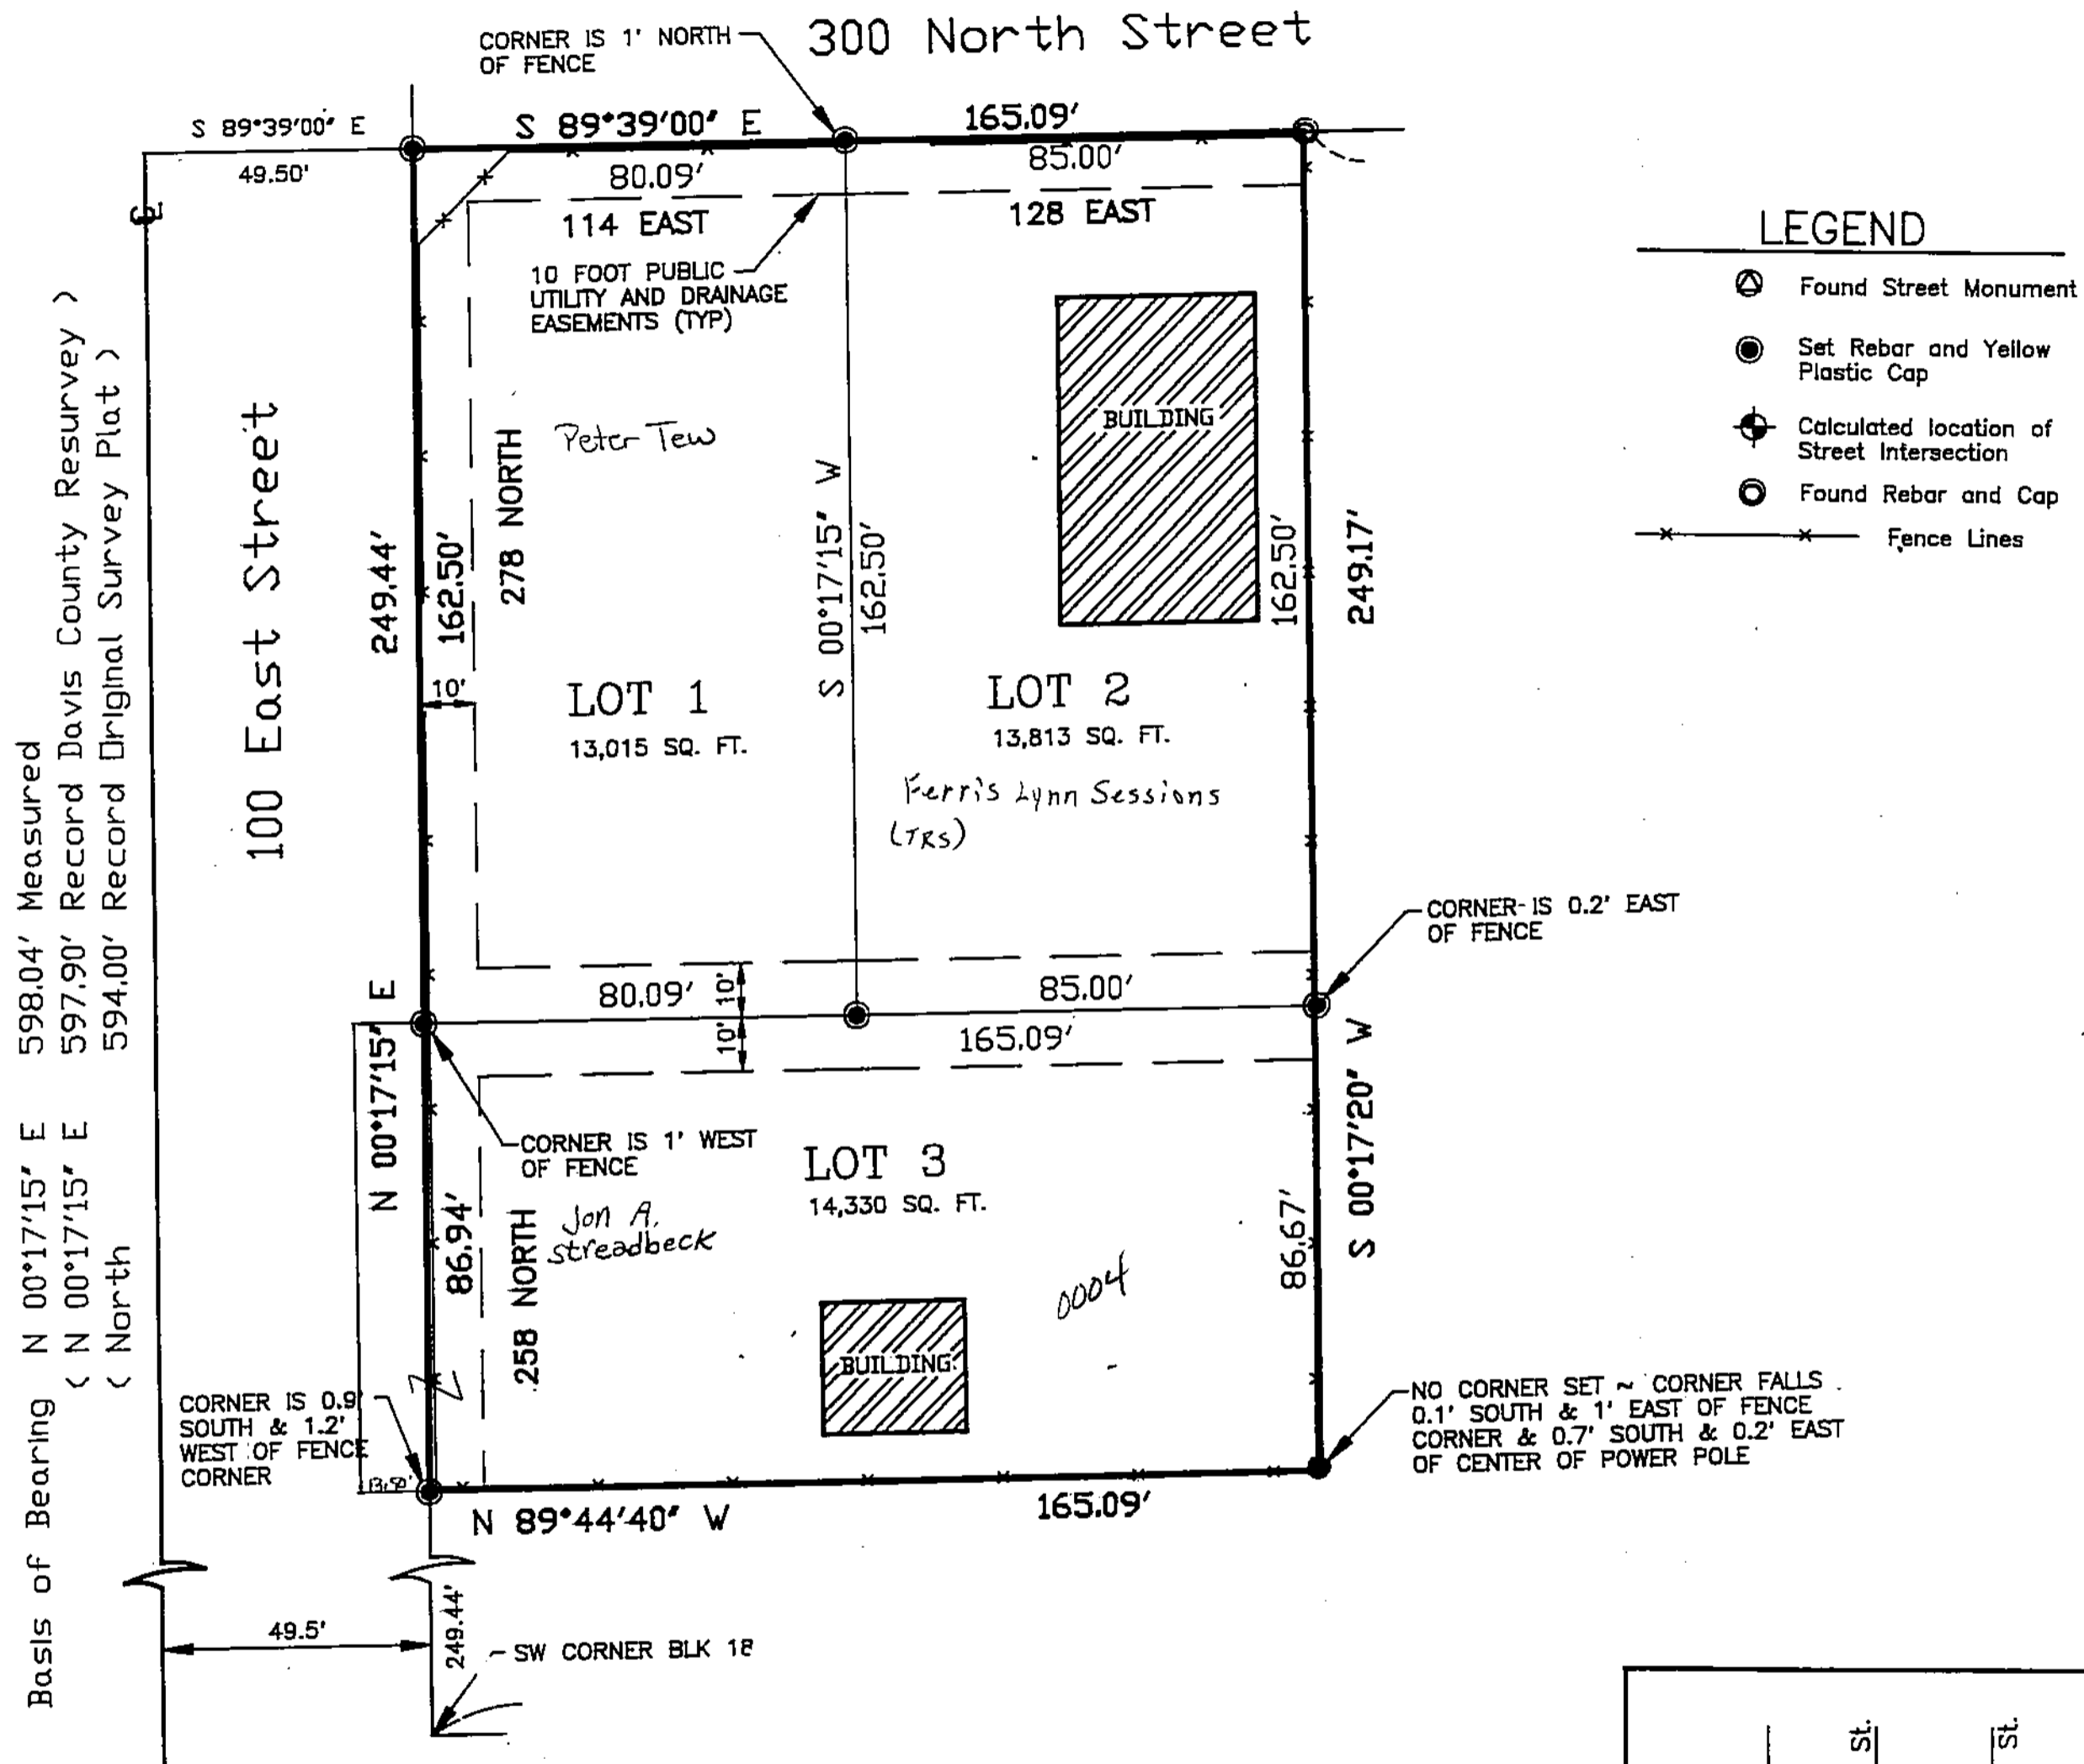 300 North Street
CORNER IS 1' NORTH
OF FENCE
S 89°39'00" E
49.50'
S 89°39'00" E
165.09'
80.09'
85.00'
114 EAST
128 EAST
10 FOOT PUBLIC
UTILITY AND DRAINAGE
EASEMENTS (TYP)
LEGEND
Found Street Monument
Set Rebar and Yellow
Plastic Cap
Calculated location of
Street Intersection
Found Rebar and Cap
Fence Lines
BUILDING
Peter Tew
278 NORTH
100 East Street
249.44'
162.50'
S 00°17'15" W
162.50'
162.50'
249.17'
10'
LOT 1
13,015 SQ. FT.
LOT 2
13,813 SQ. FT.
Ferris Lynn Sessions
(TRS)
CORNER IS 0.2' EAST
OF FENCE
80.09'
10'
85.00'
10'
165.09'
N 00°17'15" E
CORNER IS 1' WEST
OF FENCE
LOT 3
14,330 SQ. FT.
86.94'
258 NORTH
Jon A.
Streadbeck
0004
86.67'
S 00°17'20" W
BUILDING
CORNER IS 0.9
SOUTH & 1.2'
WEST OF FENCE
CORNER
13.50'
NO CORNER SET ~ CORNER FALLS
0.1' SOUTH & 1' EAST OF FENCE
CORNER & 0.7' SOUTH & 0.2' EAST
OF CENTER OF POWER POLE
N 89°44'40" W
165.09'
49.5'
249.44'
SW CORNER BLK 18
Basis of Bearing N 00°17'15" E 598.04' Measured
( N 00°17'15" E 597.90' Record Davis County Resurvey )
( North 594.00' Record Original Survey Plat )
St.
St.